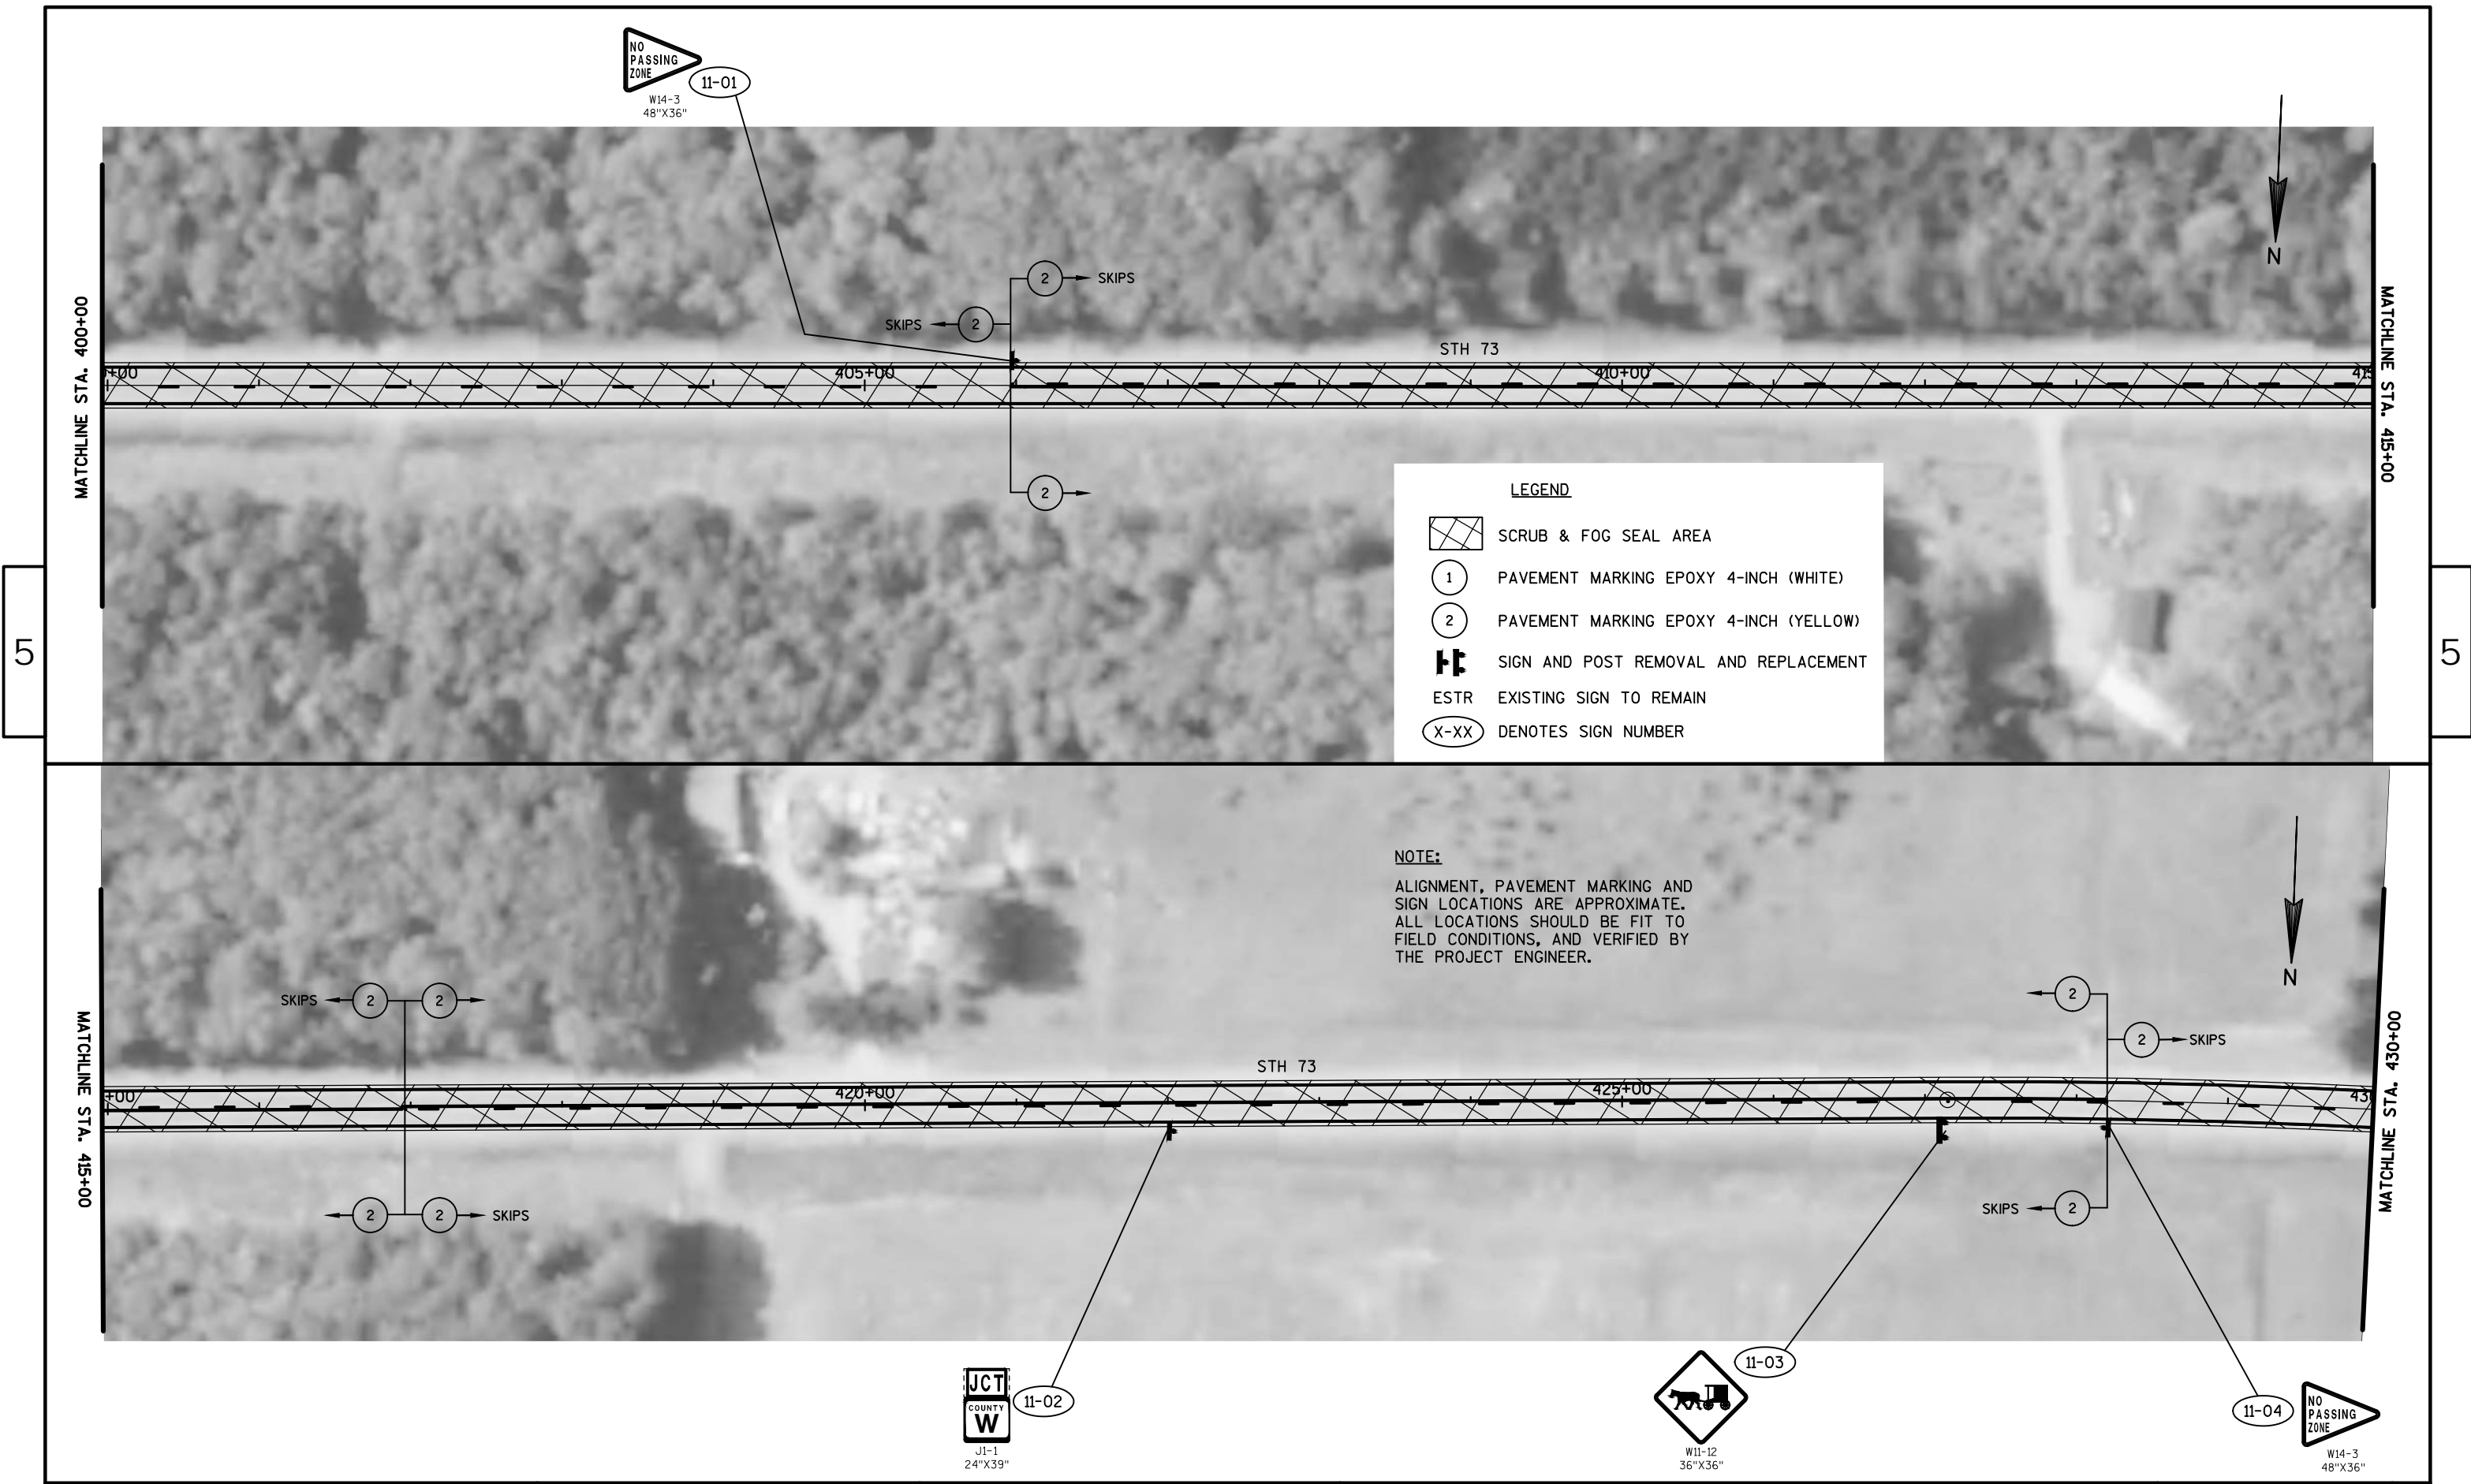 NO
PASSING
ZONE
11-01
W14-3
48"X36"
2 SKIPS
SKIPS 2
N
MATCHLINE STA. 400+00
MATCHLINE STA. 415+00
STH 73
+00
405+00
410+00
415
2
LEGEND
SCRUB & FOG SEAL AREA
1 PAVEMENT MARKING EPOXY 4-INCH (WHITE)
2 PAVEMENT MARKING EPOXY 4-INCH (YELLOW)
SIGN AND POST REMOVAL AND REPLACEMENT
ESTR EXISTING SIGN TO REMAIN
X-XX DENOTES SIGN NUMBER
5
5
NOTE:
ALIGNMENT, PAVEMENT MARKING AND
SIGN LOCATIONS ARE APPROXIMATE.
ALL LOCATIONS SHOULD BE FIT TO
FIELD CONDITIONS, AND VERIFIED BY
THE PROJECT ENGINEER.
N
SKIPS 2 2
2
2 SKIPS
MATCHLINE STA. 415+00
MATCHLINE STA. 430+00
STH 73
+00
420+00
425+00
430
2 2 SKIPS
SKIPS 2
11-03
JCT
COUNTY
W
11-02
J1-1
24"X39"
W11-12
36"X36"
11-04
NO
PASSING
ZONE
W14-3
48"X36"